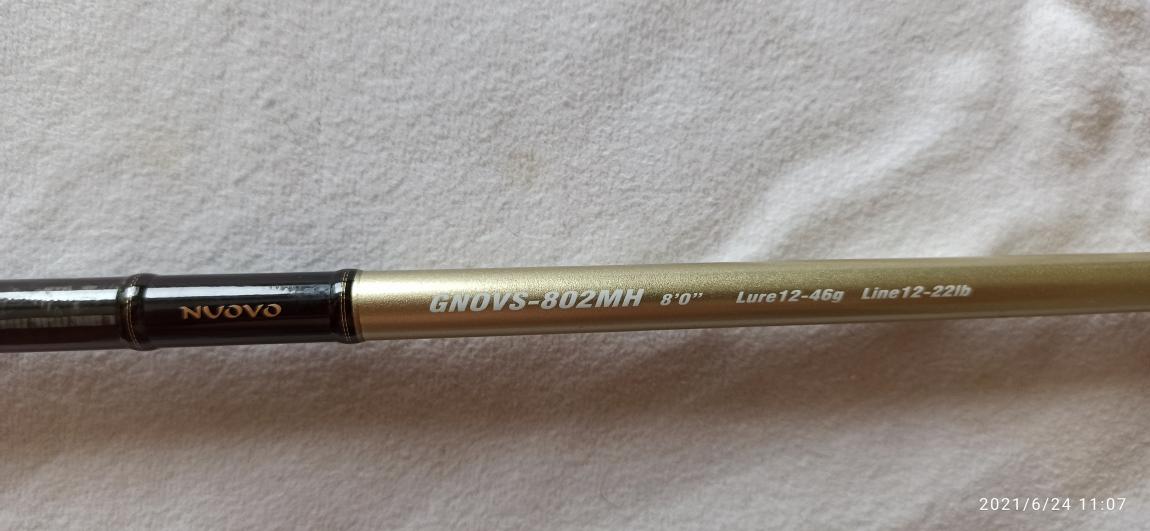 NUOVO GNOVS-802MH 8'0" Lure12-46g Line12-22lb
2021/6/24 11:07